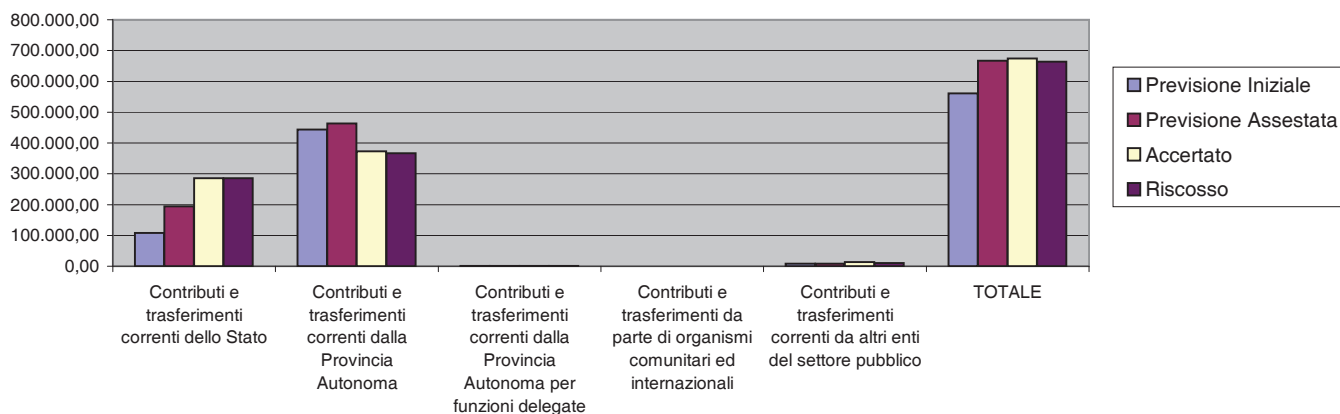 800.000,00
700.000,00
600.000,00
500.000,00
400.000,00
300.000,00
200.000,00
100.000,00
0,00
Contributi e
trasferimenti
correnti dello Stato
Contributi e
trasferimenti
correnti dalla
Provincia
Autonoma
Contributi e
trasferimenti
correnti dalla
Provincia
Autonoma per
funzioni delegate
Contributi e
trasferimenti da
parte di organismi
comunitari ed
internazionali
Contributi e
trasferimenti
correnti da altri enti
del settore pubblico
TOTALE
Previsione Iniziale
Previsione Assestata
Accertato
Riscosso